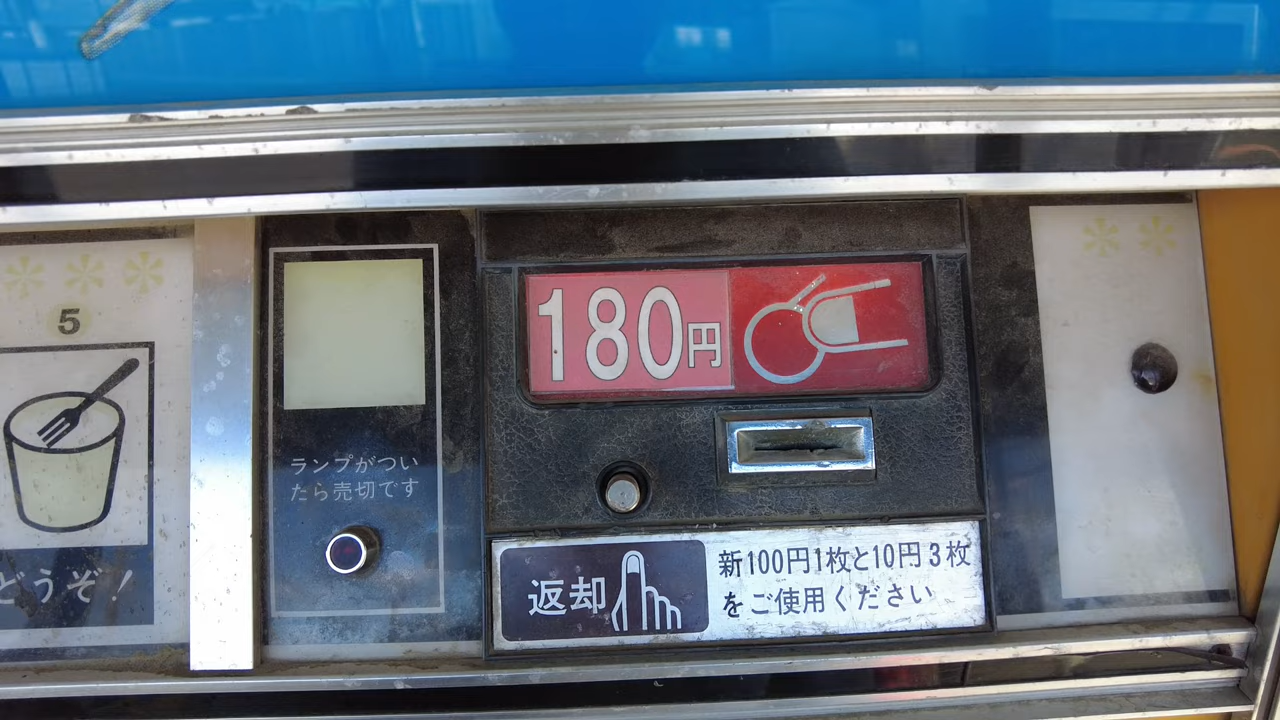 5
どうぞ!
ランプがつい
たら売切です
180円
返却
新100円1枚と10円3枚
をご使用ください